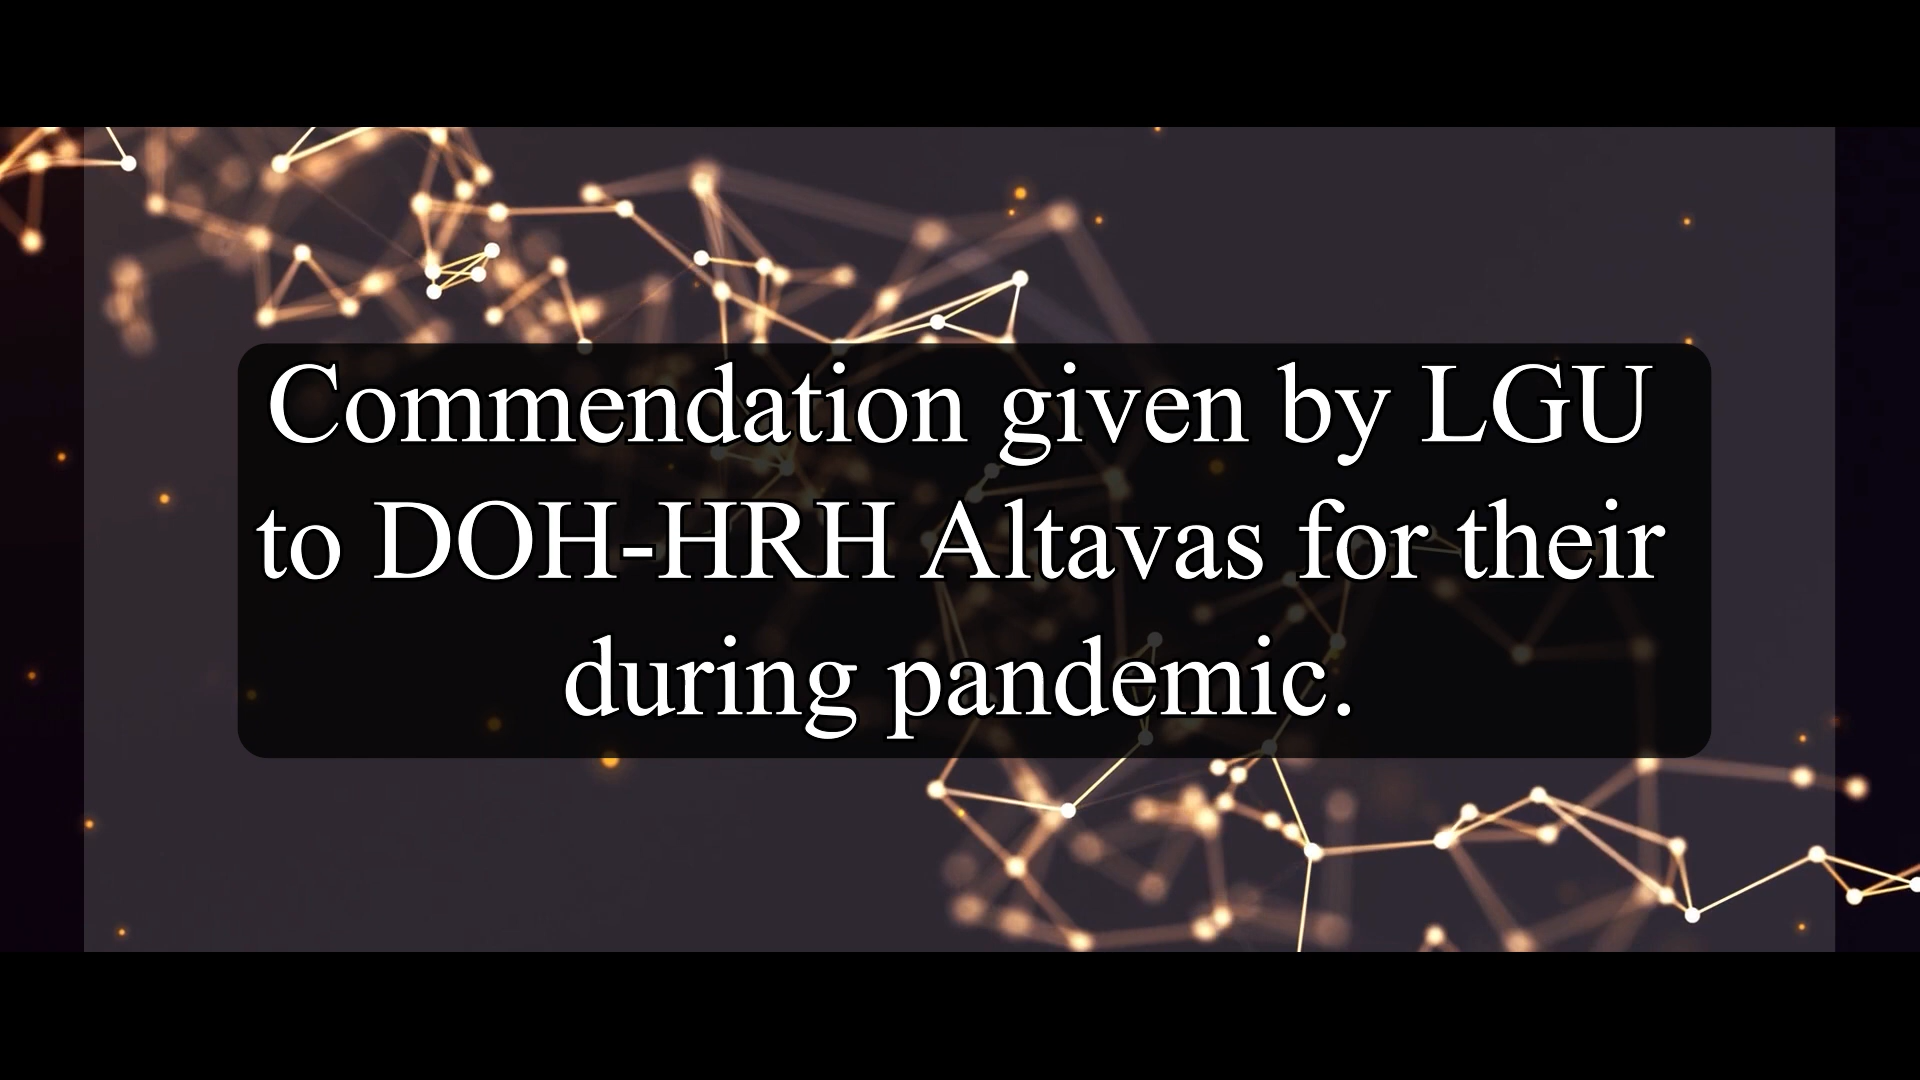 Commendation given by LGU
to DOH-HRH Altavas for their
during pandemic.